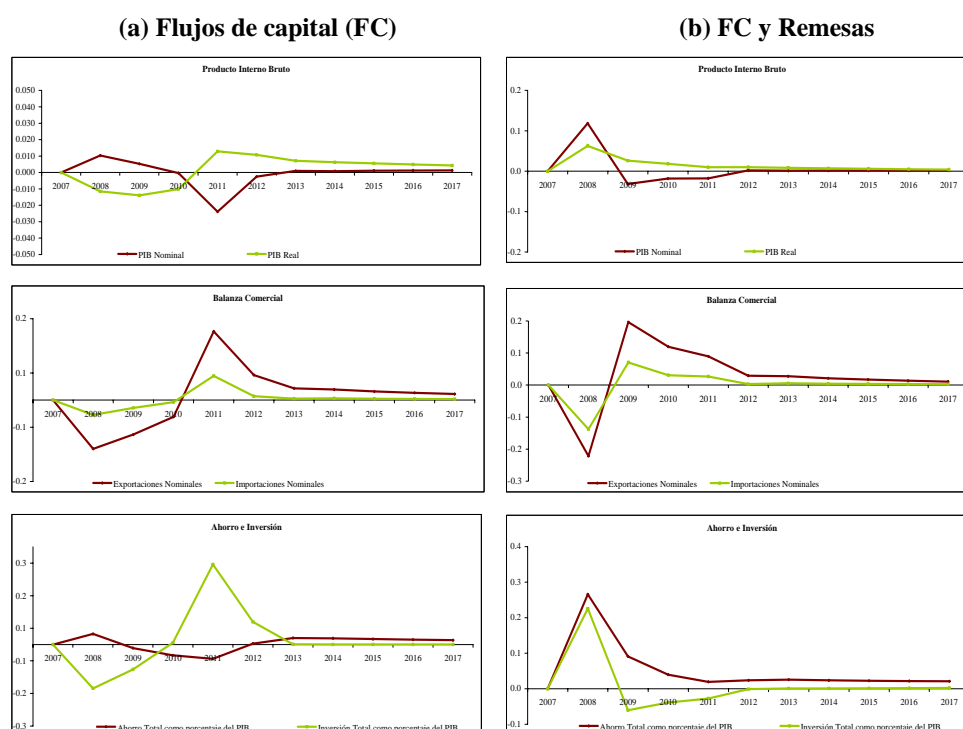 (a) Flujos de capital (FC)
(b) FC y Remesas
Producto Interno Bruto
0.050
0.040
0.030
0.020
0.010
0.000
-0.010
-0.020
-0.030
-0.040
-0.050
2007 2008 2009 2010 2011 2012 2013 2014 2015 2016 2017
PIB Nominal PIB Real
Producto Interno Bruto
0.2
0.1
0.0
-0.1
-0.2
2007 2008 2009 2010 2011 2012 2013 2014 2015 2016 2017
PIB Nominal PIB Real
Balanza Comercial
0.2
0.1
-0.1
-0.2
2007 2008 2009 2010 2011 2012 2013 2014 2015 2016 2017
Exportaciones Nominales Importaciones Nominales
Balanza Comercial
0.2
0.1
0.0
-0.1
-0.2
-0.3
2007 2008 2009 2010 2011 2012 2013 2014 2015 2016 2017
Exportaciones Nominales Importaciones Nominales
Ahorro e Inversión
0.3
0.1
-0.1
-0.3
2007 2008 2009 2010 2011 2012 2013 2014 2015 2016 2017
Ahorro Total como porcentaje del PIB Inversión Total como porcentaje del PIB
Ahorro e Inversión
0.4
0.3
0.2
0.1
0.0
-0.1
2007 2008 2009 2010 2011 2012 2013 2014 2015 2016 2017
Ahorro Total como porcentaje del PIB Inversión Total como porcentaje del PIB